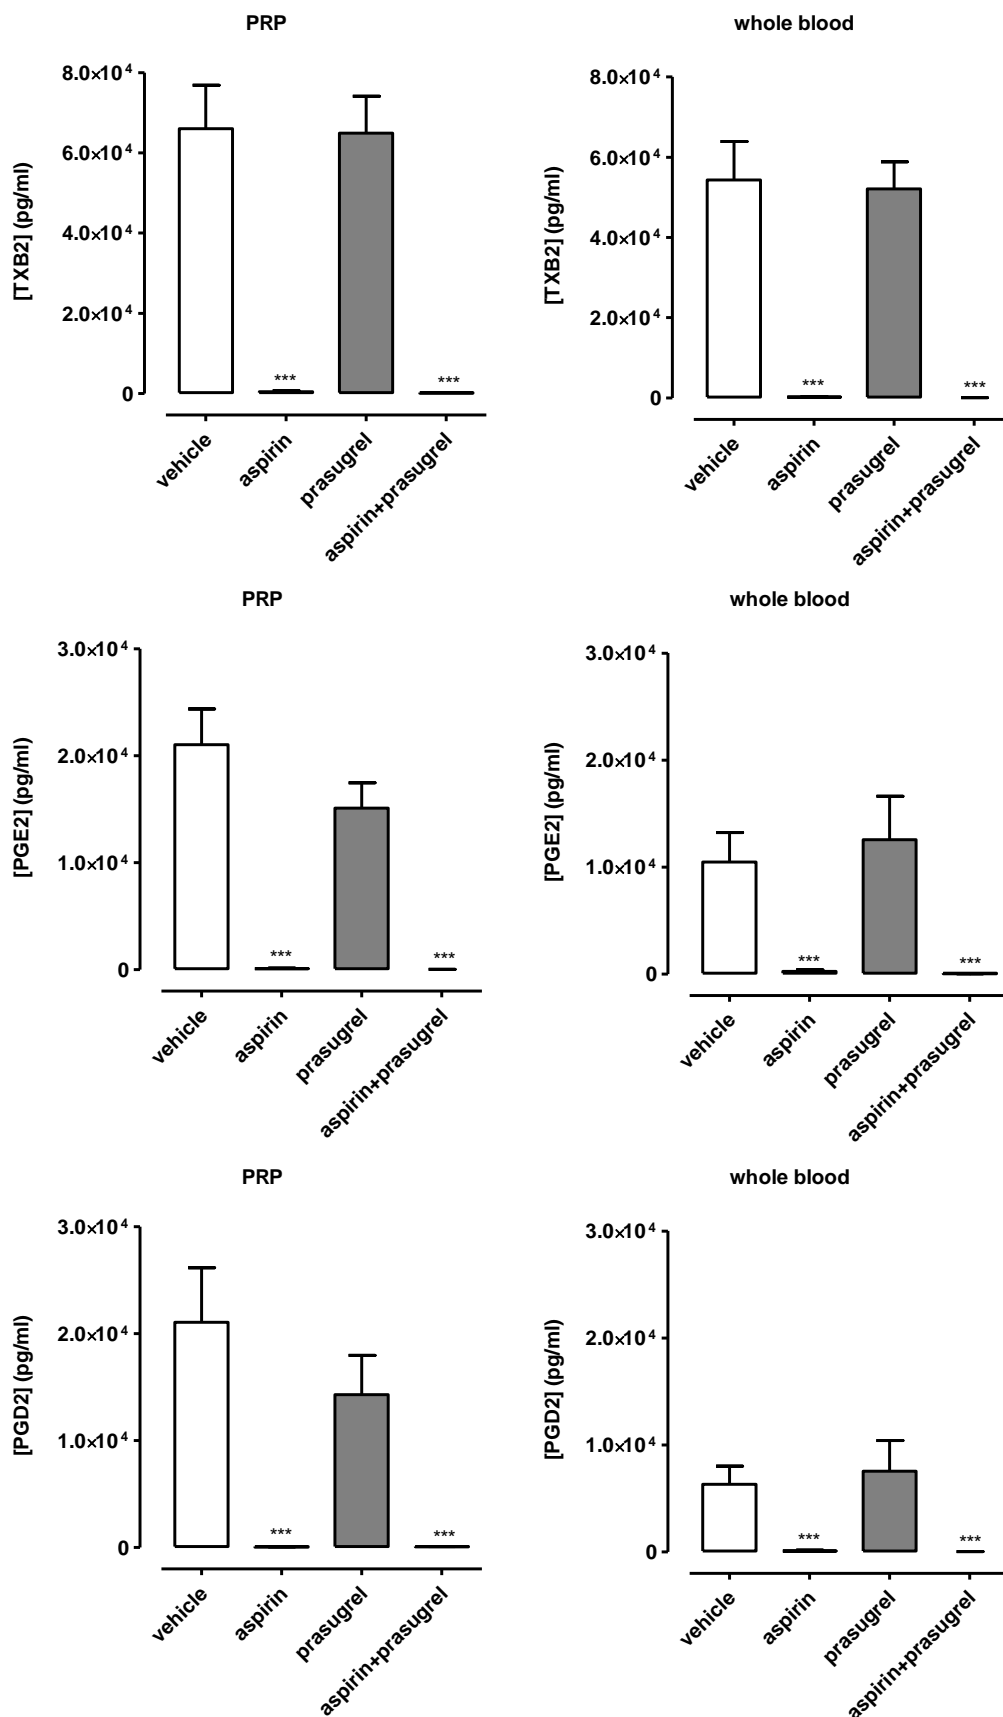 PRP
[TXB2] (pg/ml)
8.0×10⁴
6.0×10⁴
4.0×10⁴
2.0×10⁴
0
***
***
vehicle
aspirin
prasugrel
aspirin+prasugrel
whole blood
[TXB2] (pg/ml)
8.0×10⁴
6.0×10⁴
4.0×10⁴
2.0×10⁴
0
***
***
vehicle
aspirin
prasugrel
aspirin+prasugrel
PRP
[PGE2] (pg/ml)
3.0×10⁴
2.0×10⁴
1.0×10⁴
0
***
***
vehicle
aspirin
prasugrel
aspirin+prasugrel
whole blood
[PGE2] (pg/ml)
3.0×10⁴
2.0×10⁴
1.0×10⁴
0
***
***
vehicle
aspirin
prasugrel
aspirin+prasugrel
PRP
[PGD2] (pg/ml)
3.0×10⁴
2.0×10⁴
1.0×10⁴
0
***
***
vehicle
aspirin
prasugrel
aspirin+prasugrel
whole blood
[PGD2] (pg/ml)
3.0×10⁴
2.0×10⁴
1.0×10⁴
0
***
***
vehicle
aspirin
prasugrel
aspirin+prasugrel